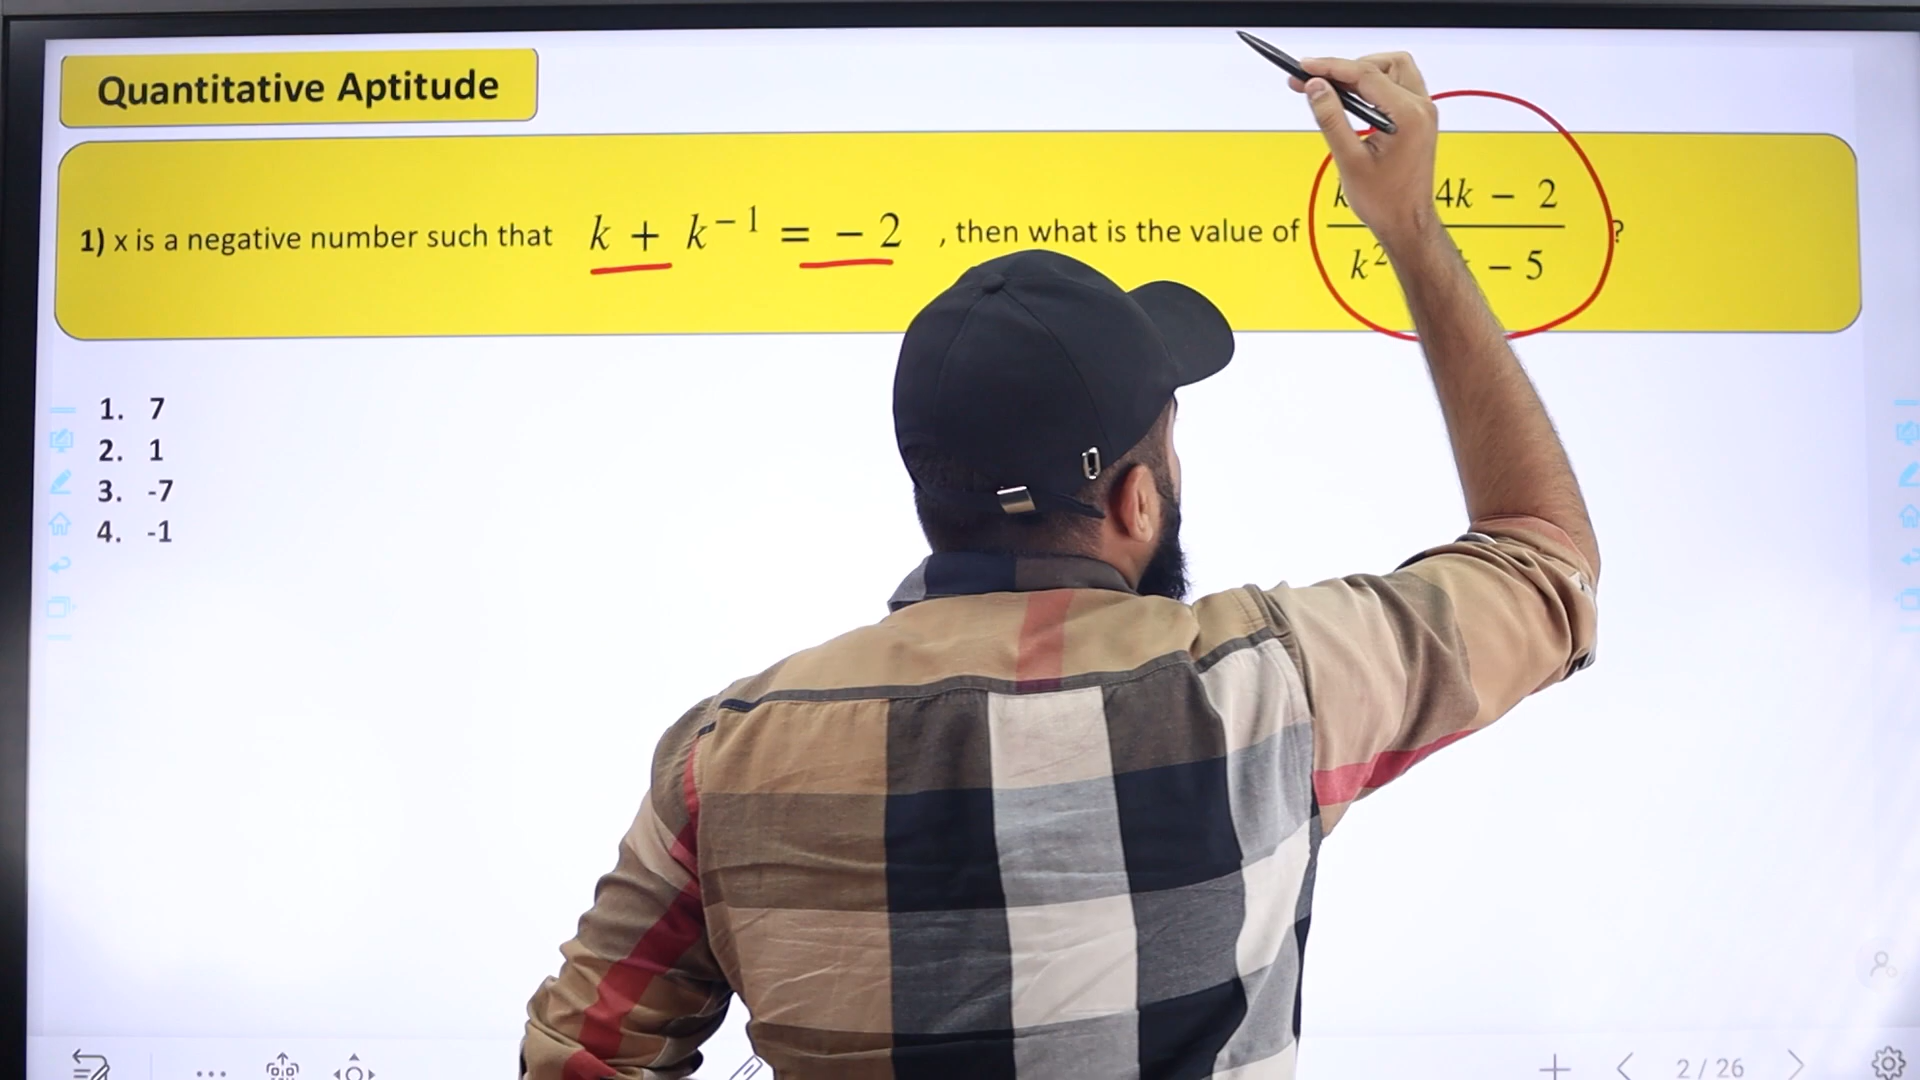 Quantitative Aptitude
1) x is a negative number such that k + k⁻¹ = − 2 , then what is the value of k 4k − 2 / k² − 5 ?
1. 7
2. 1
3. -7
4. -1
2 / 26